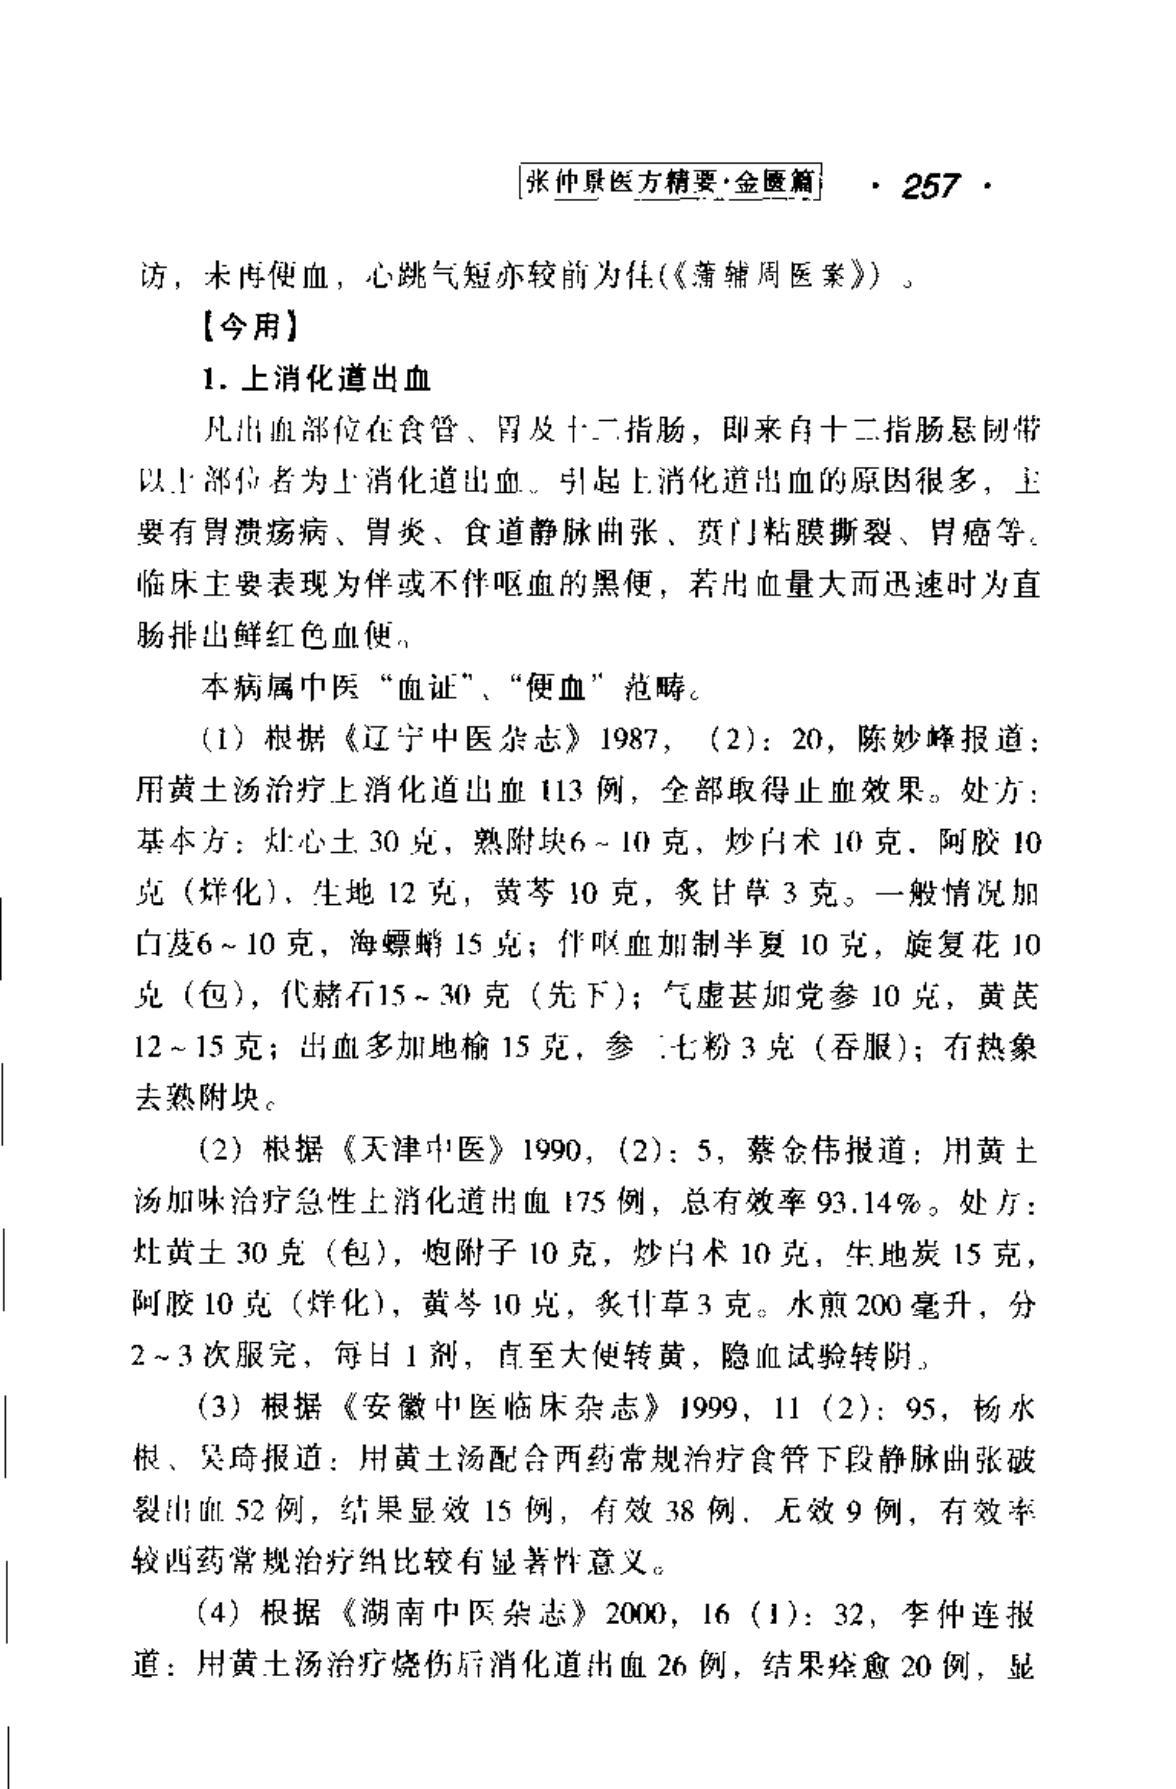 张仲景医方精要·金匮篇 · 257 ·
访，未再便血，心跳气短亦较前为佳(《蒲辅周医案》)。
【今用】
1. 上消化道出血
凡出血部位在食管、胃及十二指肠，即来自十二指肠悬韧带
以上部位者为上消化道出血。引起上消化道出血的原因很多，主
要有胃溃疡病、胃炎、食道静脉曲张、贲门粘膜撕裂、胃癌等。
临床主要表现为伴或不伴呕血的黑便，若出血量大而迅速时为直
肠排出鲜红色血便。
本病属中医“血证”、“便血”范畴。
(1) 根据《辽宁中医杂志》1987，(2)：20，陈妙峰报道：
用黄土汤治疗上消化道出血 113 例，全部取得止血效果。处方：
基本方：灶心土 30 克，熟附块6～10 克，炒白术 10 克，阿胶 10
克（烊化）、生地 12 克，黄芩 10 克，炙甘草 3 克。一般情况加
白芨6～10 克，海螵蛸 15 克；伴呕血加制半夏 10 克，旋复花 10
克（包），代赭石15～30 克（先下）；气虚甚加党参 10 克，黄芪
12～15 克；出血多加地榆 15 克，参三七粉 3 克（吞服）；有热象
去熟附块。
(2) 根据《天津中医》1990，(2)：5，蔡金伟报道：用黄土
汤加味治疗急性上消化道出血 175 例，总有效率 93.14%。处方：
灶黄土 30 克（包），炮附子 10 克，炒白术 10 克，生地炭 15 克，
阿胶 10 克（烊化），黄芩 10 克，炙甘草 3 克。水煎 200 毫升，分
2～3 次服完，每日 1 剂，直至大便转黄，隐血试验转阴。
(3) 根据《安徽中医临床杂志》1999，11 (2)：95，杨水
根、吴琦报道：用黄土汤配合西药常规治疗食管下段静脉曲张破
裂出血 52 例，结果显效 15 例，有效 38 例，无效 9 例，有效率
较西药常规治疗组比较有显著性意义。
(4) 根据《湖南中医杂志》2000，16 (1)：32，李仲连报
道：用黄土汤治疗烧伤后消化道出血 26 例，结果痊愈 20 例，显